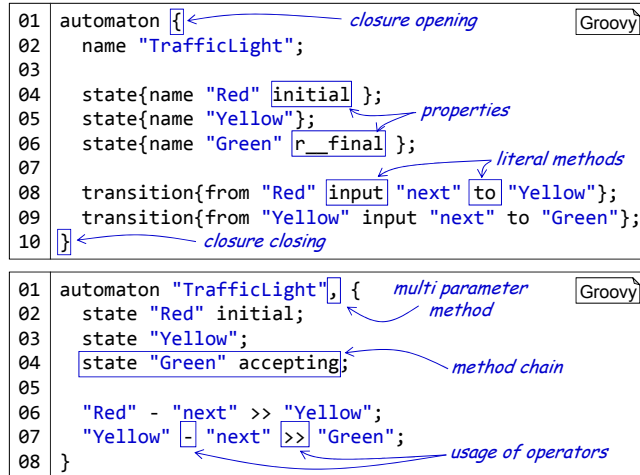 01 automaton { closure opening Groovy
02 name "TrafficLight";
03
04 state{name "Red" initial };
properties
05 state{name "Yellow"};
06 state{name "Green" r__final };
07 literal methods
08 transition{from "Red" input "next" to "Yellow"};
09 transition{from "Yellow" input "next" to "Green"};
10 } closure closing
01 automaton "TrafficLight", { multi parameter Groovy
02 state "Red" initial; method
03 state "Yellow";
04 state "Green" accepting; method chain
05
06 "Red" - "next" >> "Yellow";
07 "Yellow" - "next" >> "Green";
08 } usage of operators